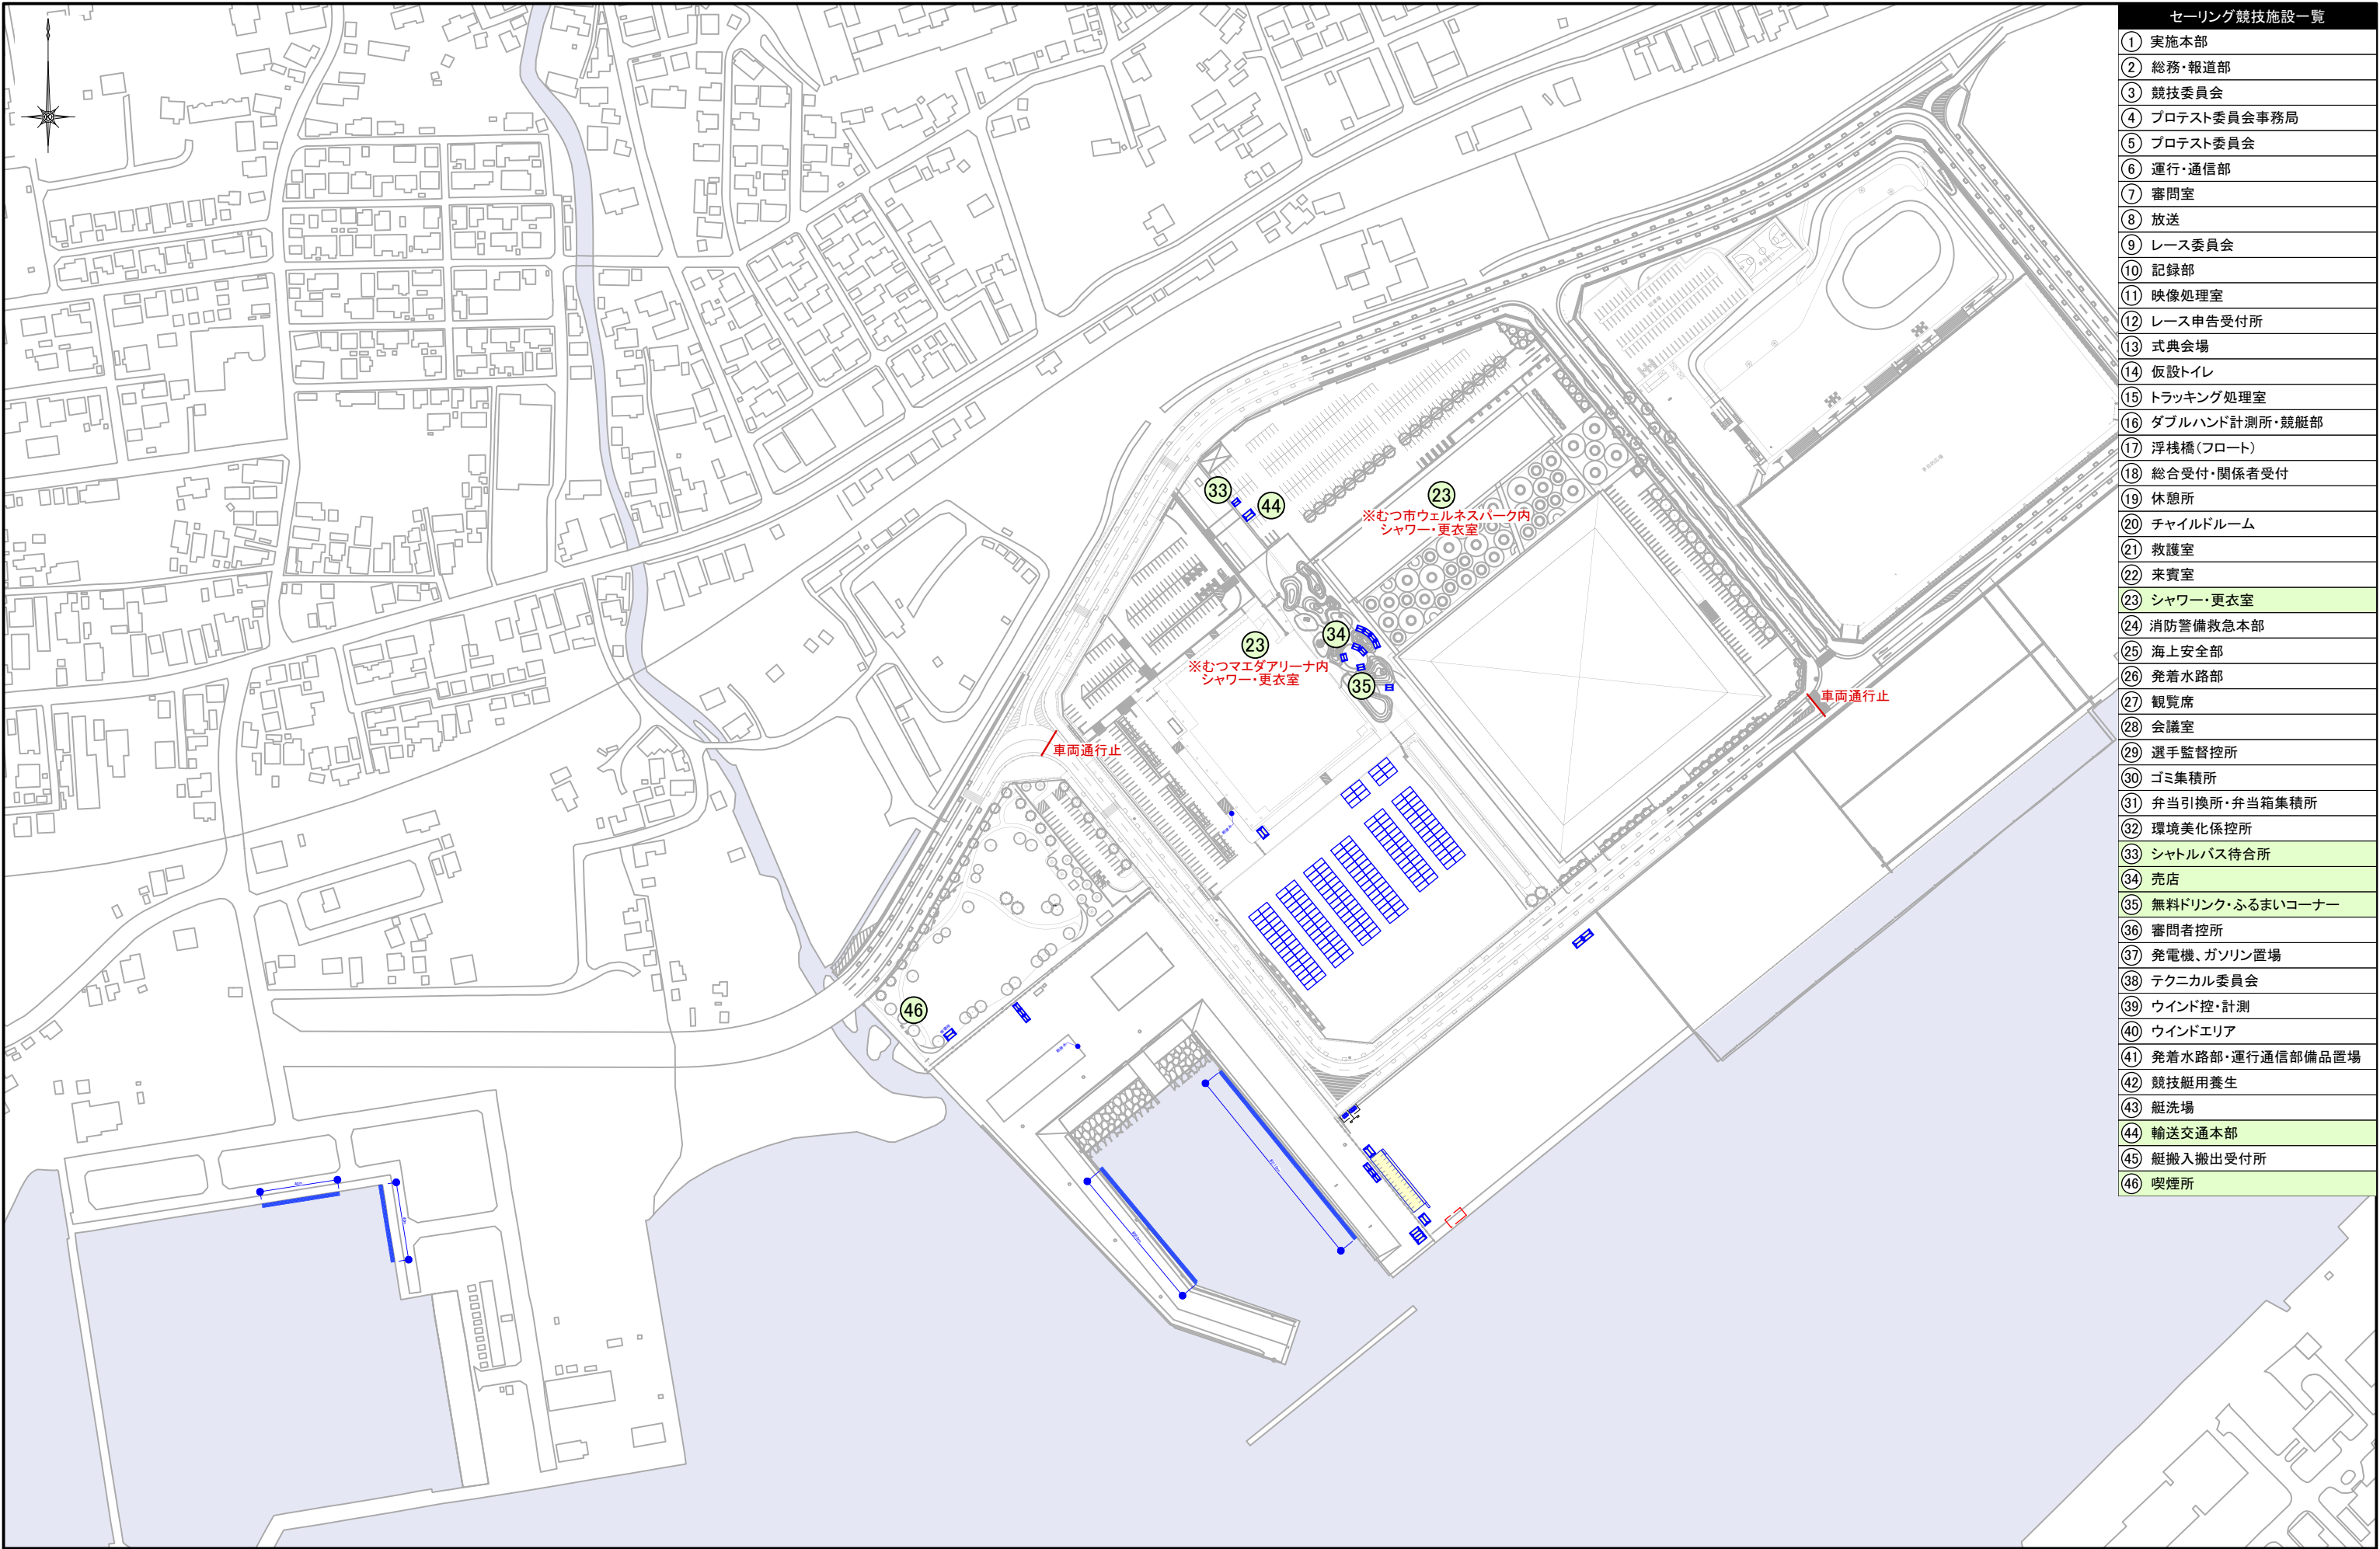 セーリング競技施設一覧
① 実施本部
② 総務・報道部
③ 競技委員会
④ プロテスト委員会事務局
⑤ プロテスト委員会
⑥ 運行・通信部
⑦ 審問室
⑧ 放送
⑨ レース委員会
⑩ 記録部
⑪ 映像処理室
⑫ レース申告受付所
⑬ 式典会場
⑭ 仮設トイレ
⑮ トラッキング処理室
⑯ ダブルハンド計測所・競艇部
⑰ 浮桟橋(フロート)
⑱ 総合受付・関係者受付
⑲ 休憩所
⑳ チャイルドルーム
㉑ 救護室
㉒ 来賓室
㉓ シャワー・更衣室
㉔ 消防警備救急本部
㉕ 海上安全部
㉖ 発着水路部
㉗ 観覧席
㉘ 会議室
㉙ 選手監督控所
㉚ ゴミ集積所
㉛ 弁当引換所・弁当箱集積所
㉜ 環境美化係控所
㉝ シャトルバス待合所
㉞ 売店
㉟ 無料ドリンク・ふるまいコーナー
㊱ 審問者控所
㊲ 発電機、ガソリン置場
㊳ テクニカル委員会
㊴ ウインド控・計測
㊵ ウインドエリア
㊶ 発着水路部・運行通信部備品置場
㊷ 競技艇用養生
㊸ 艇洗場
㊹ 輸送交通本部
㊺ 艇搬入搬出受付所
㊻ 喫煙所
㉝
㊹
㉓
※むつ市ウェルネスパーク内
シャワー・更衣室
㉞
㉓
※むつマエダアリーナ内
シャワー・更衣室
㉟
車両通行止
車両通行止
㊻